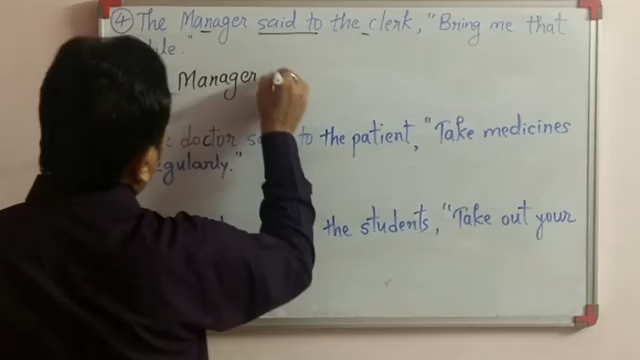 ④ The Manager said to the clerk, "Bring me that
file."
Manager
doctor to the patient, "Take medicines
regularly."
the students, "Take out your